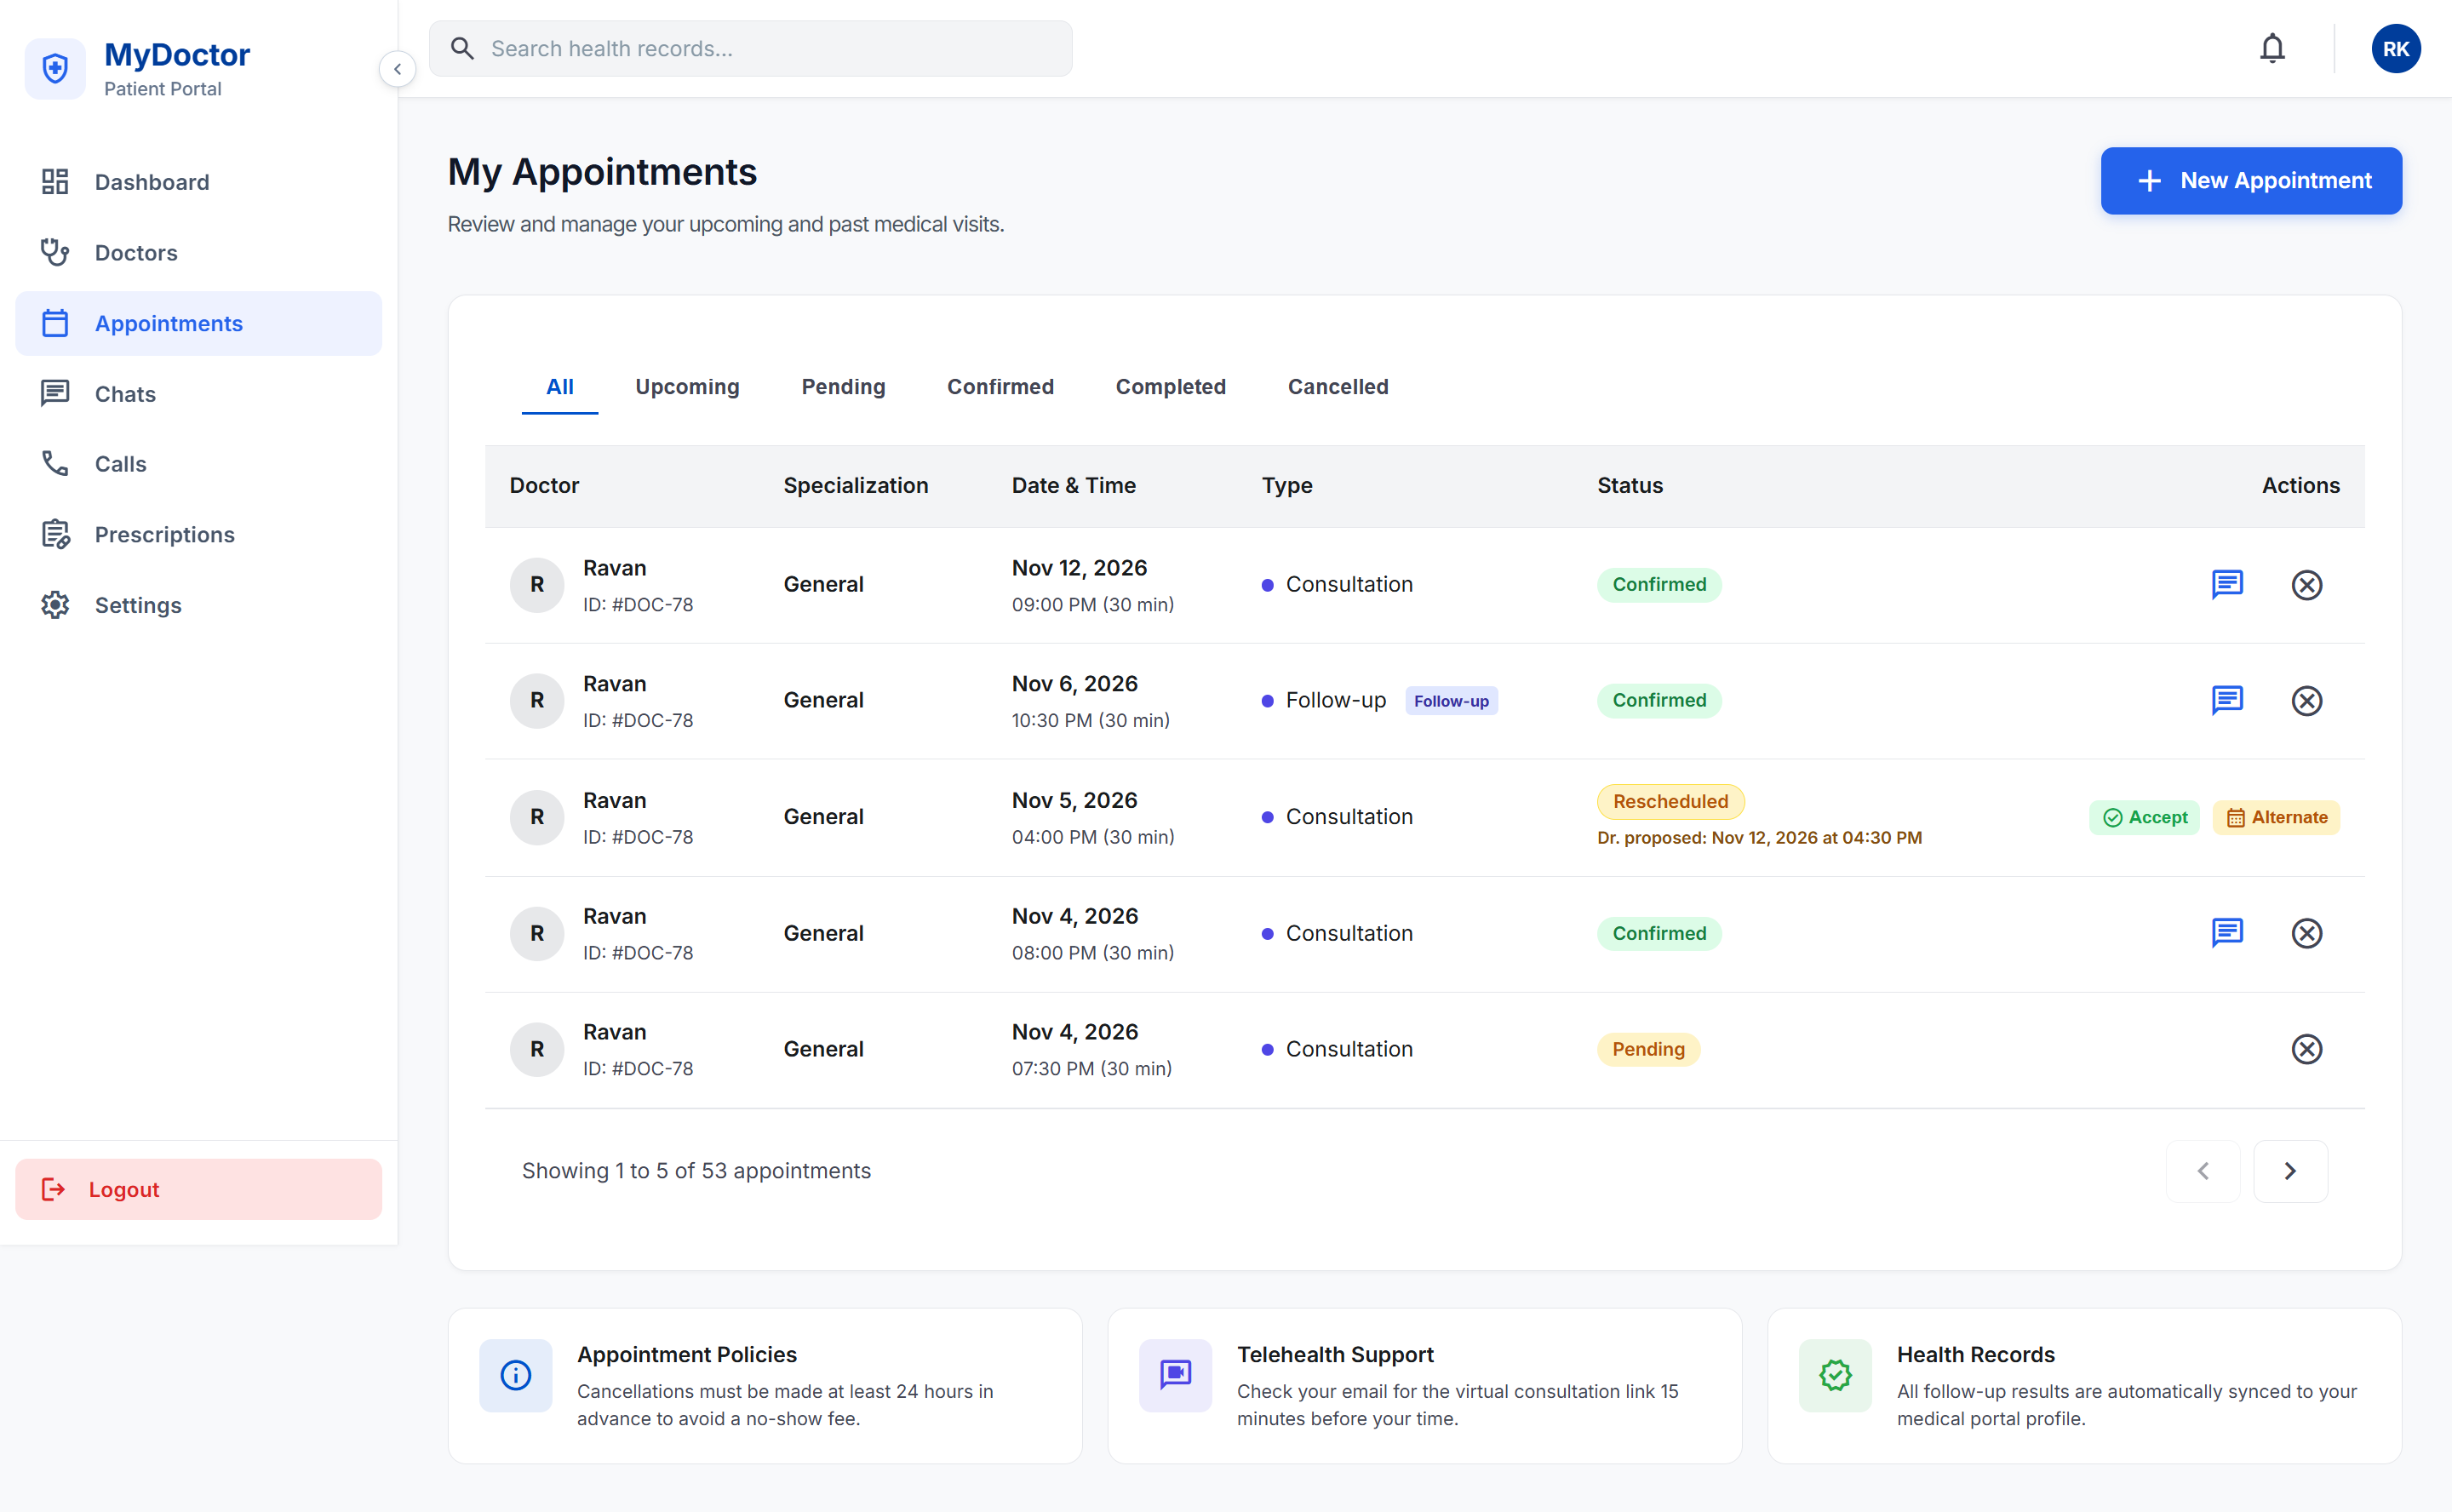 MyDoctor
Patient Portal
Dashboard
Doctors
Appointments
Chats
Calls
Prescriptions
Settings
Logout
Search health records...
RK
My Appointments
Review and manage your upcoming and past medical visits.
New Appointment
All Upcoming Pending Confirmed Completed Cancelled
Doctor Specialization Date & Time Type Status Actions
R Ravan ID: #DOC-78 General Nov 12, 2026 09:00 PM (30 min) Consultation Confirmed
R Ravan ID: #DOC-78 General Nov 6, 2026 10:30 PM (30 min) Follow-up Follow-up Confirmed
R Ravan ID: #DOC-78 General Nov 5, 2026 04:00 PM (30 min) Consultation Rescheduled Dr. proposed: Nov 12, 2026 at 04:30 PM Accept Alternate
R Ravan ID: #DOC-78 General Nov 4, 2026 08:00 PM (30 min) Consultation Confirmed
R Ravan ID: #DOC-78 General Nov 4, 2026 07:30 PM (30 min) Consultation Pending
Showing 1 to 5 of 53 appointments
Appointment Policies
Cancellations must be made at least 24 hours in
advance to avoid a no-show fee.
Telehealth Support
Check your email for the virtual consultation link 15
minutes before your time.
Health Records
All follow-up results are automatically synced to your
medical portal profile.